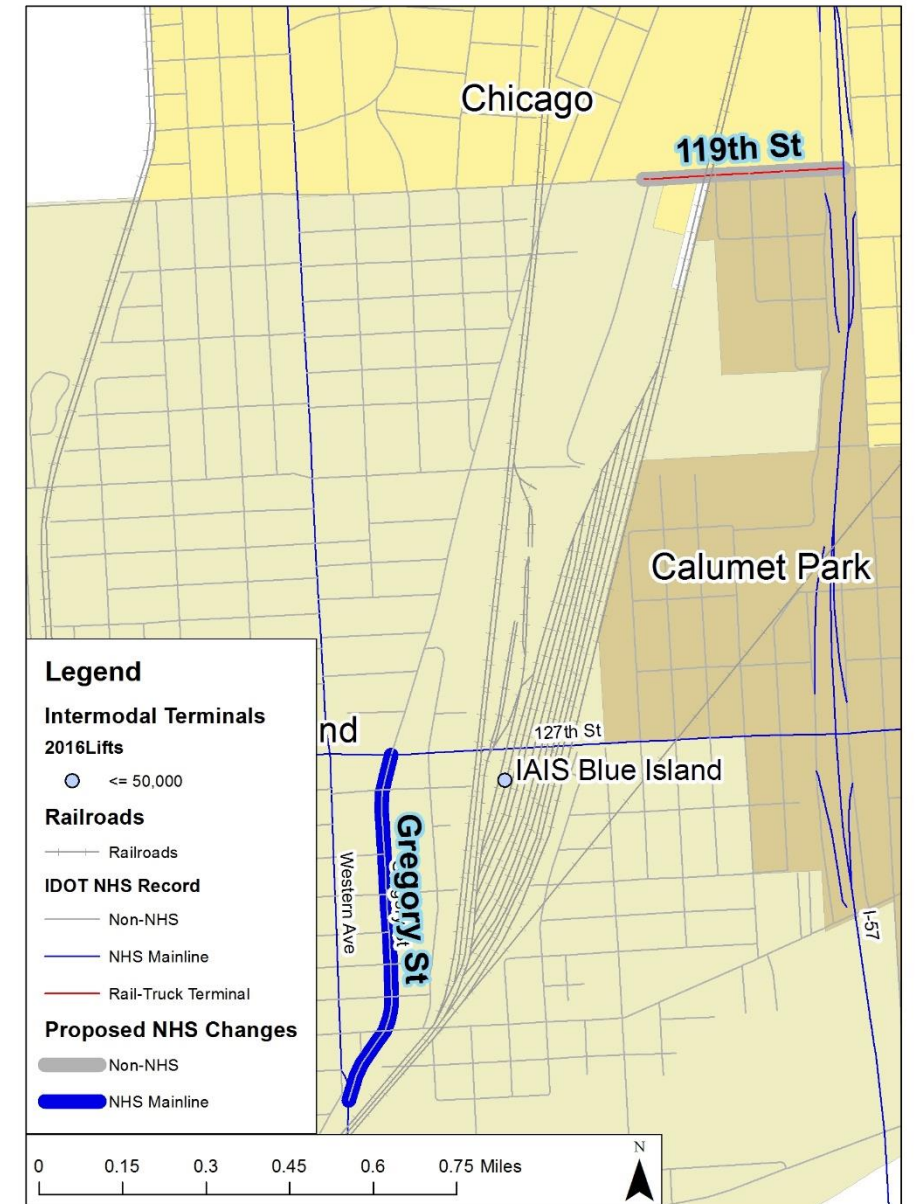 Chicago
119th St
Calumet Park
nd
127th St
IAIS Blue Island
Gregory St
Western Ave
I-57
Legend
Intermodal Terminals
2016Lifts
<= 50,000
Railroads
Railroads
IDOT NHS Record
Non-NHS
NHS Mainline
Rail-Truck Terminal
Proposed NHS Changes
Non-NHS
NHS Mainline
0 0.15 0.3 0.45 0.6 0.75 Miles
N